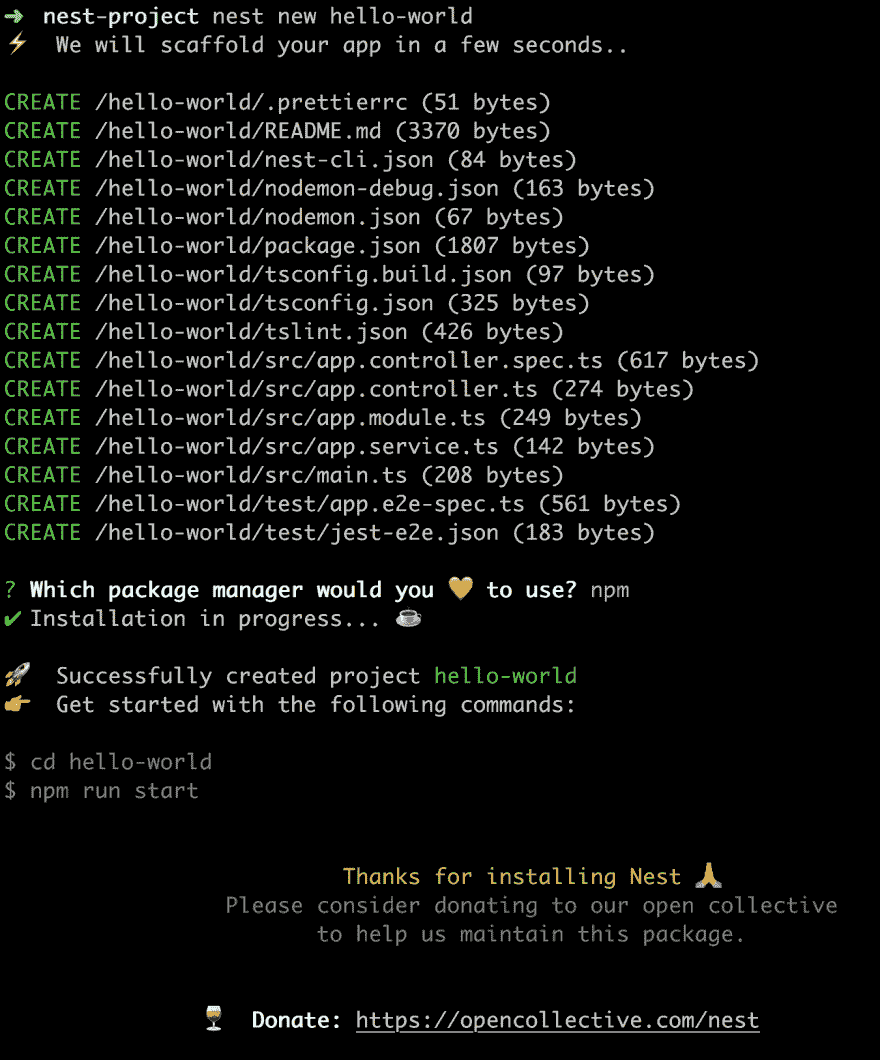 ➜ nest-project nest new hello-world
⚡ We will scaffold your app in a few seconds..
CREATE /hello-world/.prettierrc (51 bytes)
CREATE /hello-world/README.md (3370 bytes)
CREATE /hello-world/nest-cli.json (84 bytes)
CREATE /hello-world/nodemon-debug.json (163 bytes)
CREATE /hello-world/nodemon.json (67 bytes)
CREATE /hello-world/package.json (1807 bytes)
CREATE /hello-world/tsconfig.build.json (97 bytes)
CREATE /hello-world/tsconfig.json (325 bytes)
CREATE /hello-world/tslint.json (426 bytes)
CREATE /hello-world/src/app.controller.spec.ts (617 bytes)
CREATE /hello-world/src/app.controller.ts (274 bytes)
CREATE /hello-world/src/app.module.ts (249 bytes)
CREATE /hello-world/src/app.service.ts (142 bytes)
CREATE /hello-world/src/main.ts (208 bytes)
CREATE /hello-world/test/app.e2e-spec.ts (561 bytes)
CREATE /hello-world/test/jest-e2e.json (183 bytes)
? Which package manager would you 💛 to use? npm
✔ Installation in progress... ☕
🚀 Successfully created project hello-world
👉 Get started with the following commands:
$ cd hello-world
$ npm run start
Thanks for installing Nest 🙏
Please consider donating to our open collective
to help us maintain this package.
🍷 Donate: https://opencollective.com/nest